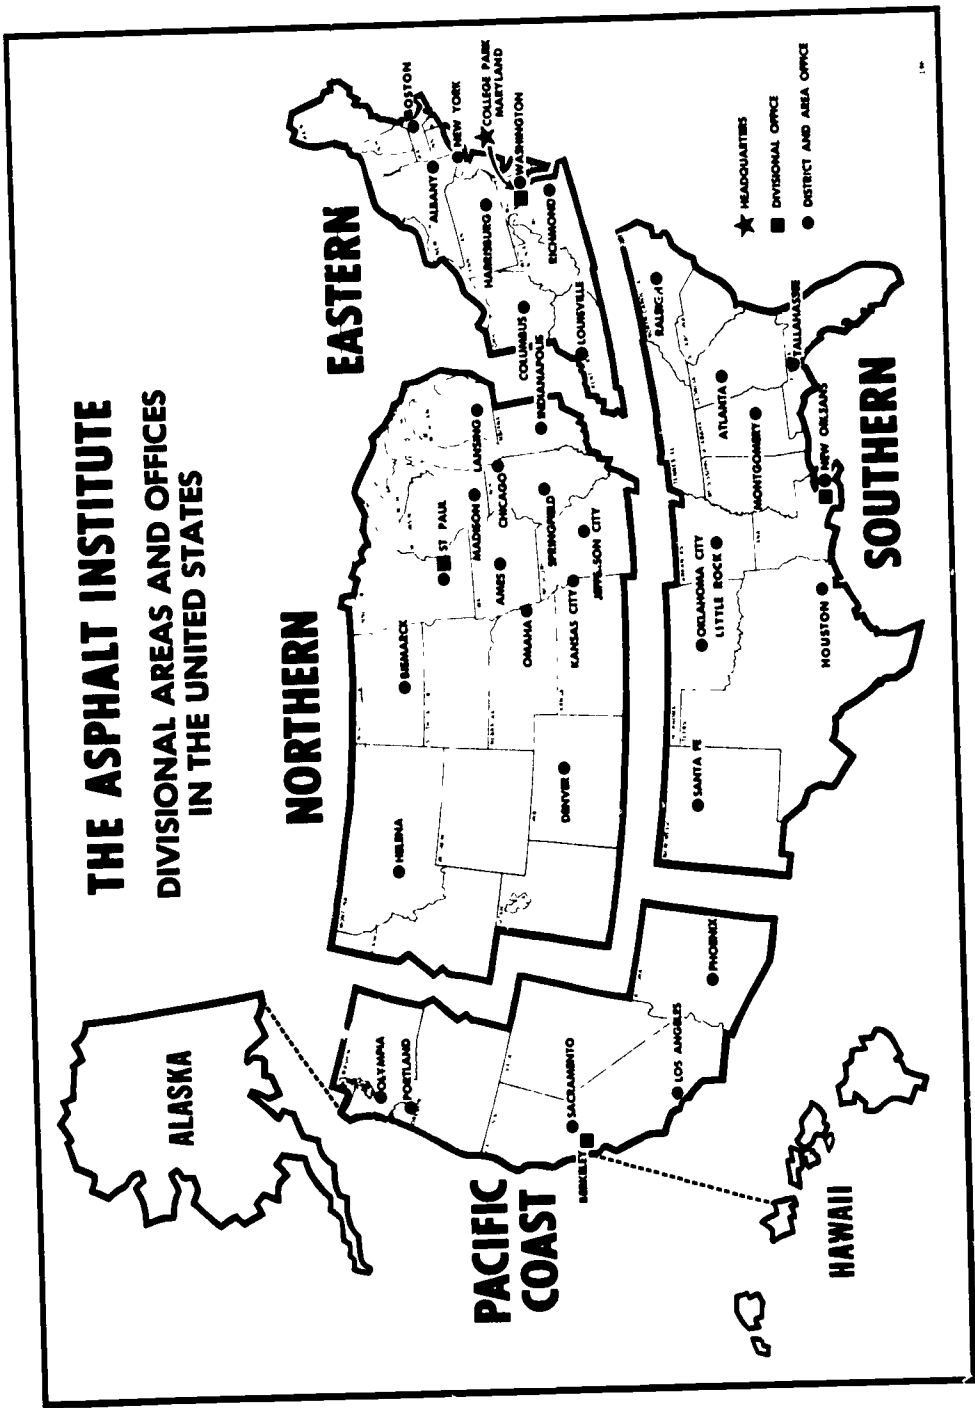 THE ASPHALT INSTITUTE
DIVISIONAL AREAS AND OFFICES
IN THE UNITED STATES
ALASKA
NORTHERN
EASTERN
PACIFIC
COAST
SOUTHERN
HAWAII
OLYMPIA
PORTLAND
SACRAMENTO
BERKELEY
LOS ANGELES
PHOENIX
HELENA
BISMARCK
ST PAUL
MADISON
LANSING
CHICAGO
AMES
OMAHA
SPRINGFIELD
INDIANAPOLIS
KANSAS CITY
DENVER
BOSTON
ALBANY
NEW YORK
COLLEGE PARK
MARYLAND
HARRISBURG
WASHINGTON
COLUMBUS
RICHMOND
LOUISVILLE
SANTA FE
OKLAHOMA CITY
LITTLE ROCK
HOUSTON
RALEIGH
ATLANTA
MONTGOMERY
TALLAHASSEE
NEW ORLEANS
HEADQUARTERS
DIVISIONAL OFFICE
DISTRICT AND AREA OFFICE